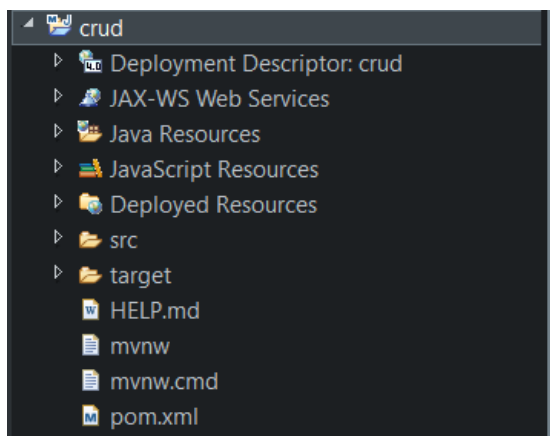 crud
Deployment Descriptor: crud
JAX-WS Web Services
Java Resources
JavaScript Resources
Deployed Resources
src
target
HELP.md
mvnw
mvnw.cmd
pom.xml